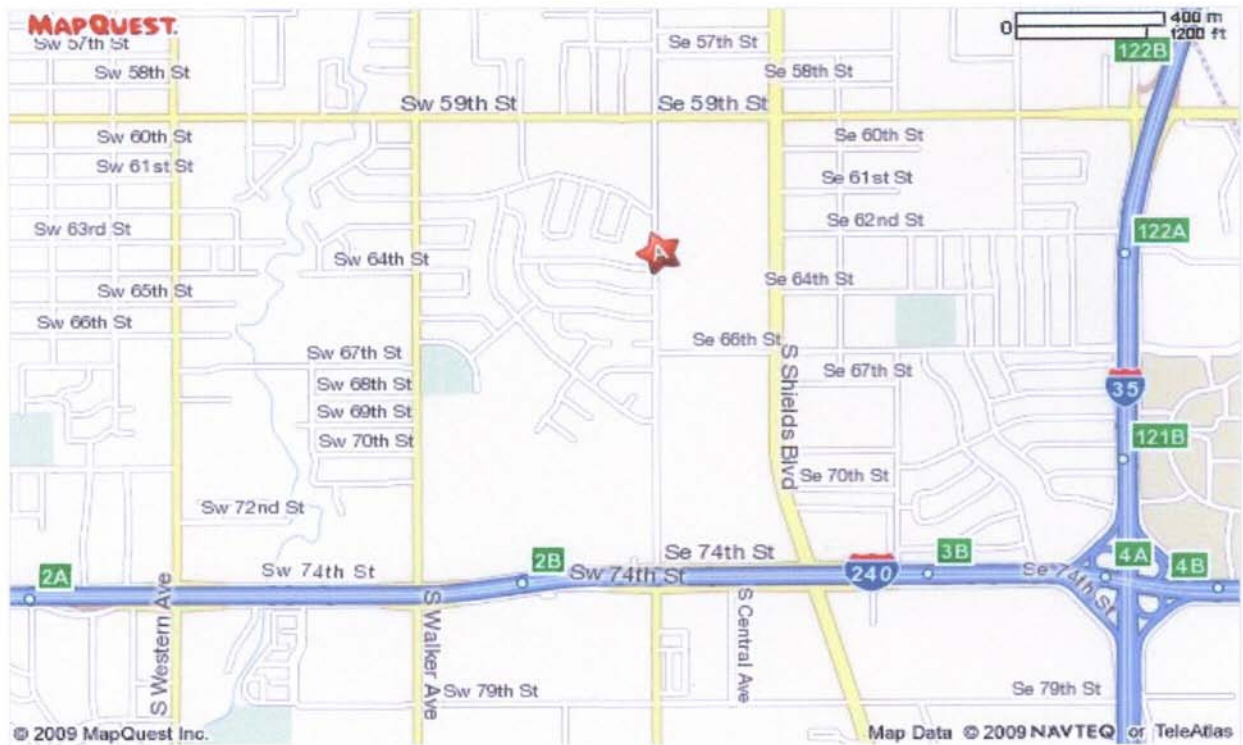 MAPQUEST.
400 m
0
1200 ft
122B
Sw 57th St
Se 57th St
Sw 58th St
Se 58th St
Sw 59th St
Se 59th St
Sw 60th St
Se 60th St
Sw 61st St
Se 61st St
Sw 63rd St
Se 62nd St
122A
A
Sw 64th St
Se 64th St
Sw 65th St
Sw 66th St
Se 66th St
Sw 67th St
Se 67th St
S Shields Blvd
Sw 68th St
35
Sw 69th St
Sw 70th St
121B
Se 70th St
Sw 72nd St
2A
Sw 74th St
2B
Se 74th St
Sw 74th St
240
3B
Se 74th St
4A
4B
S Western Ave
S Walker Ave
S Central Ave
Sw 79th St
Se 79th St
© 2009 MapQuest Inc.
Map Data © 2009 NAVTEQ or TeleAtlas